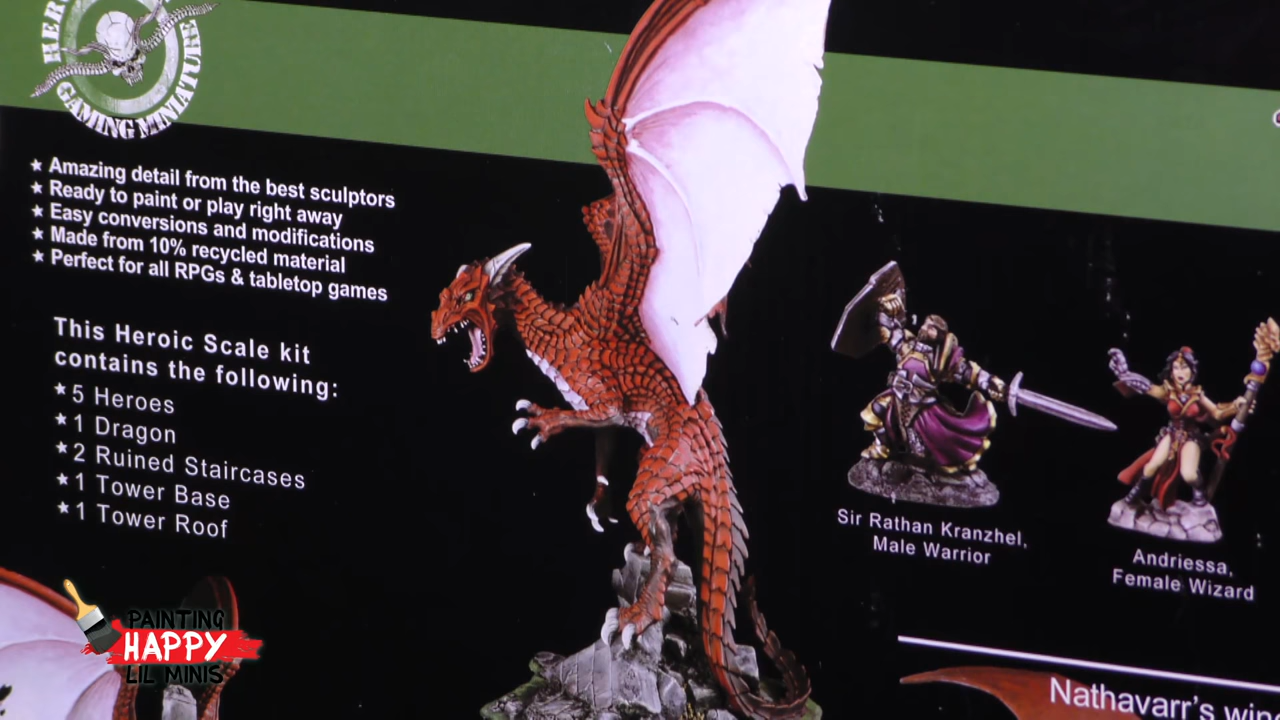 GAMING MINIATURE
★ Amazing detail from the best sculptors
★ Ready to paint or play right away
★ Easy conversions and modifications
★ Made from 10% recycled material
★ Perfect for all RPGs & tabletop games
This Heroic Scale kit
contains the following:
★5 Heroes
★1 Dragon
★2 Ruined Staircases
★1 Tower Base
★1 Tower Roof
Sir Rathan Kranzhel,
Male Warrior
Andriessa,
Female Wizard
Nathavarr's
PAINTING
HAPPY
LIL MINIS